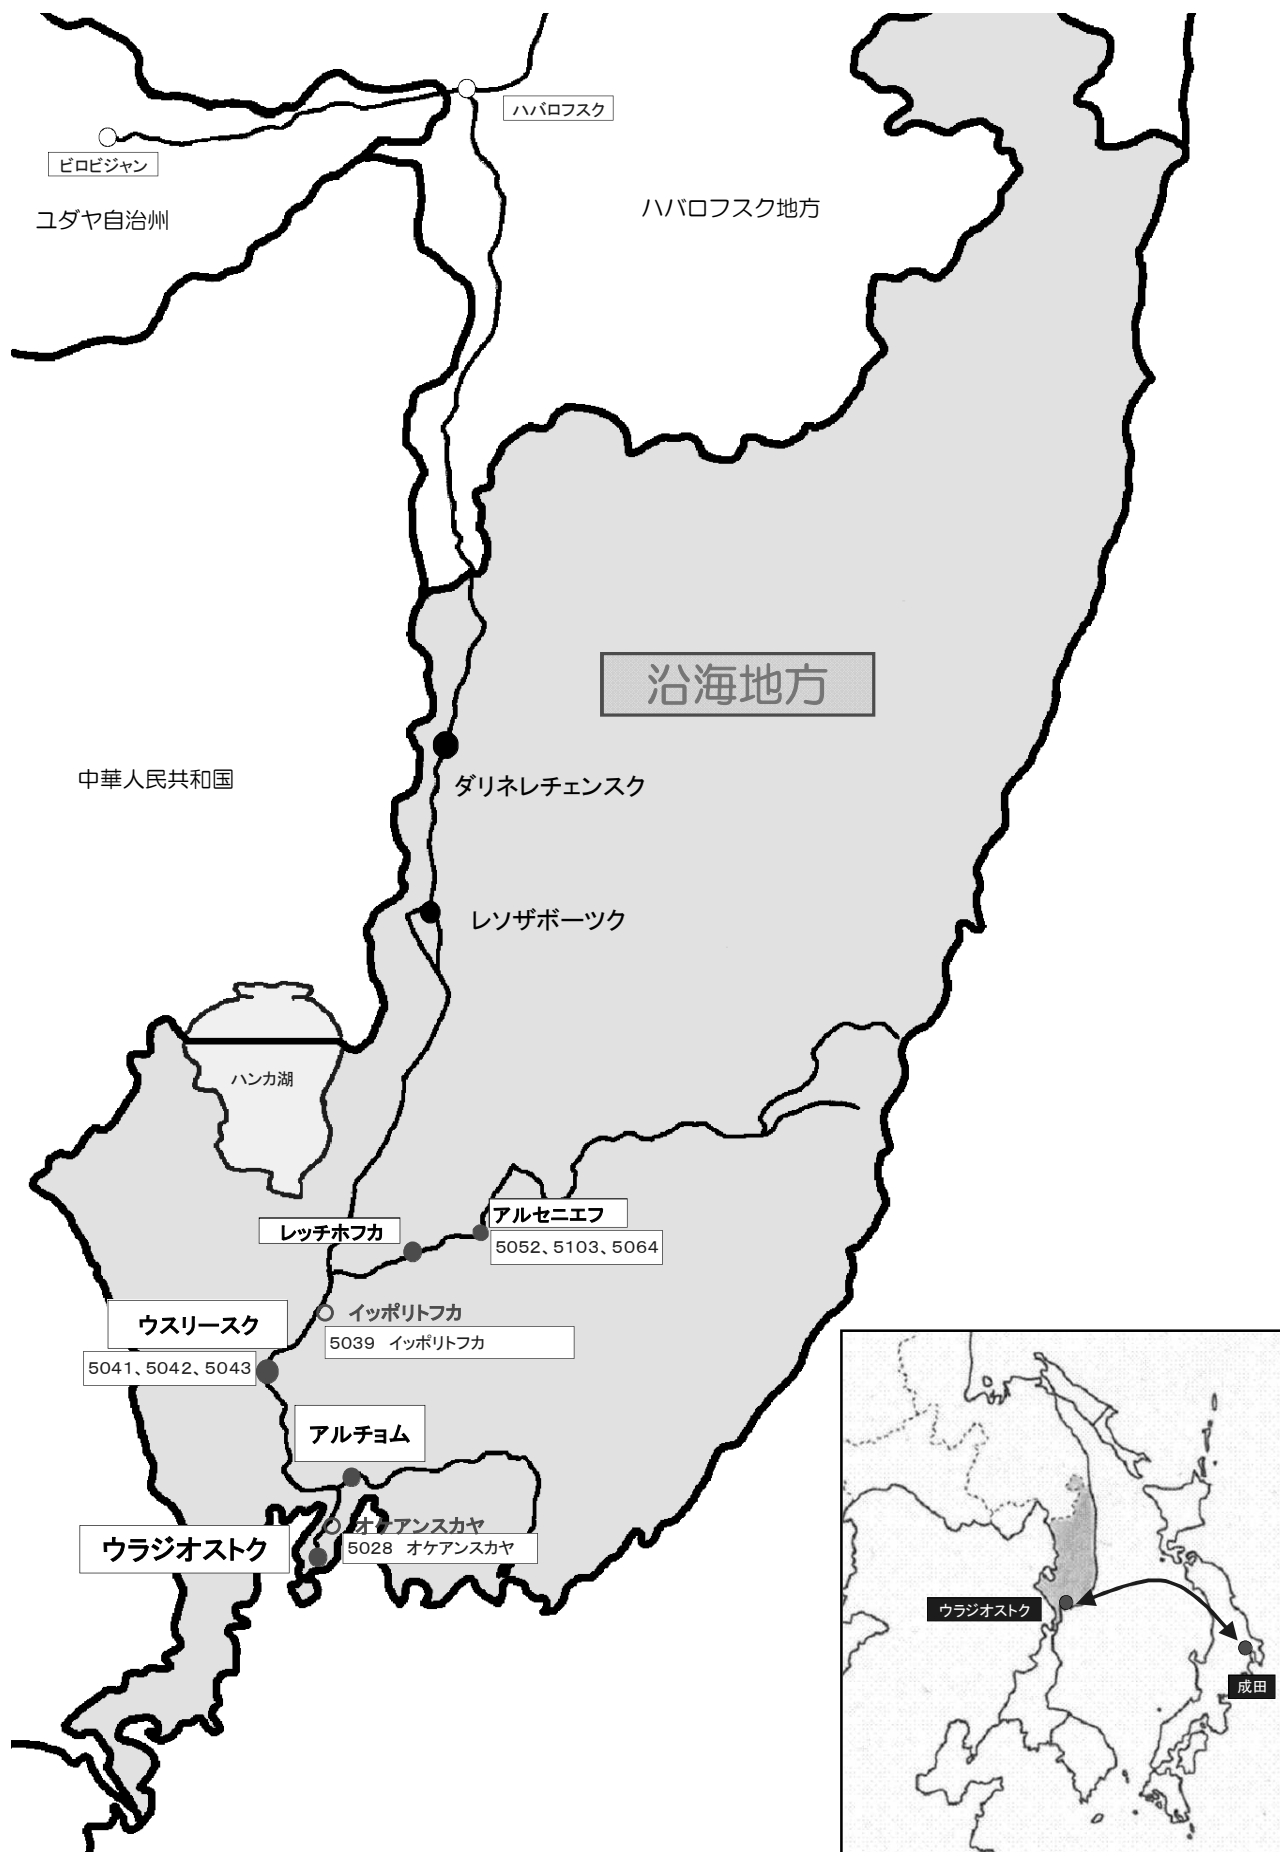 ハバロフスク
ビロビジャン
ユダヤ自治州
ハバロフスク地方
沿海地方
中華人民共和国
ダリネレチェンスク
レソザボーツク
ハンカ湖
アルセニエフ
レッチホフカ
5052、5103、5064
イッポリトフカ
ウスリースク
5039 イッポリトフカ
5041、5042、5043
アルチョム
オケアンスカヤ
ウラジオストク
5028 オケアンスカヤ
ウラジオストク
成田